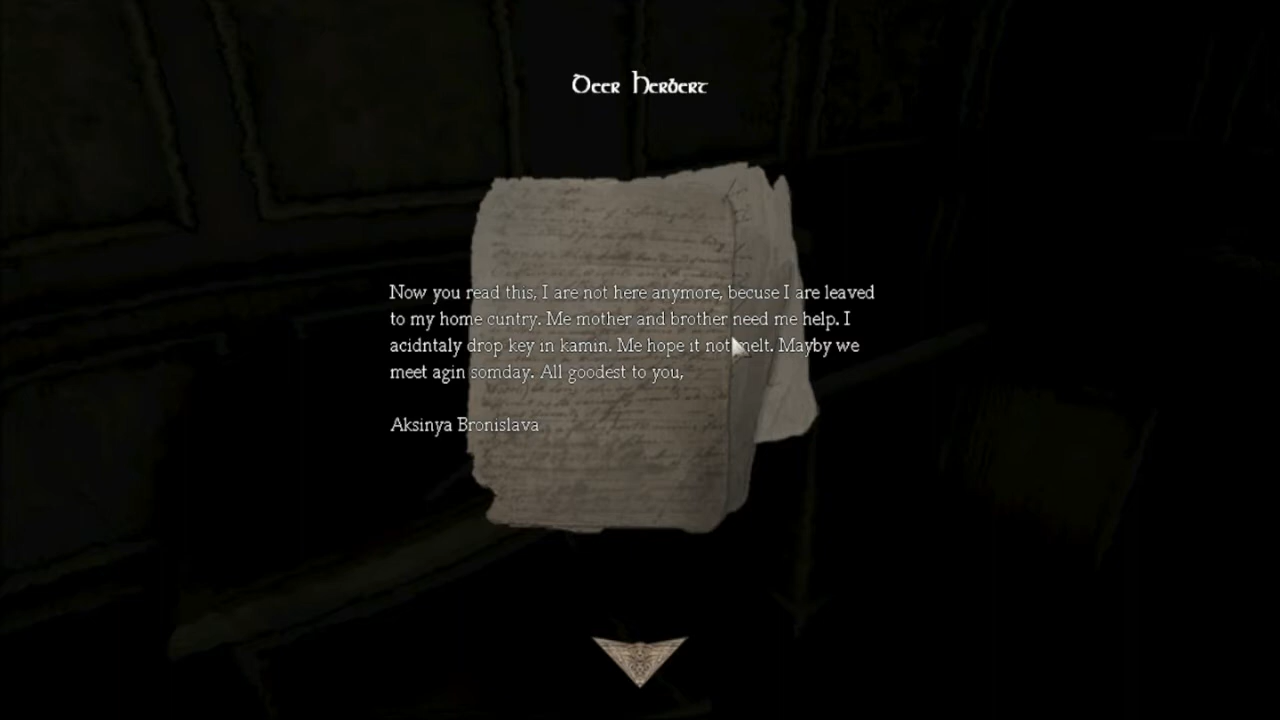 Deer Herbert
Now you read this, I are not here anymore, becuse I are leaved
to my home cuntry. Me mother and brother need me help. I
acidntaly drop key in kamin. Me hope it not melt. Mayby we
meet agin somday. All goodest to you,
Aksinya Bronislava